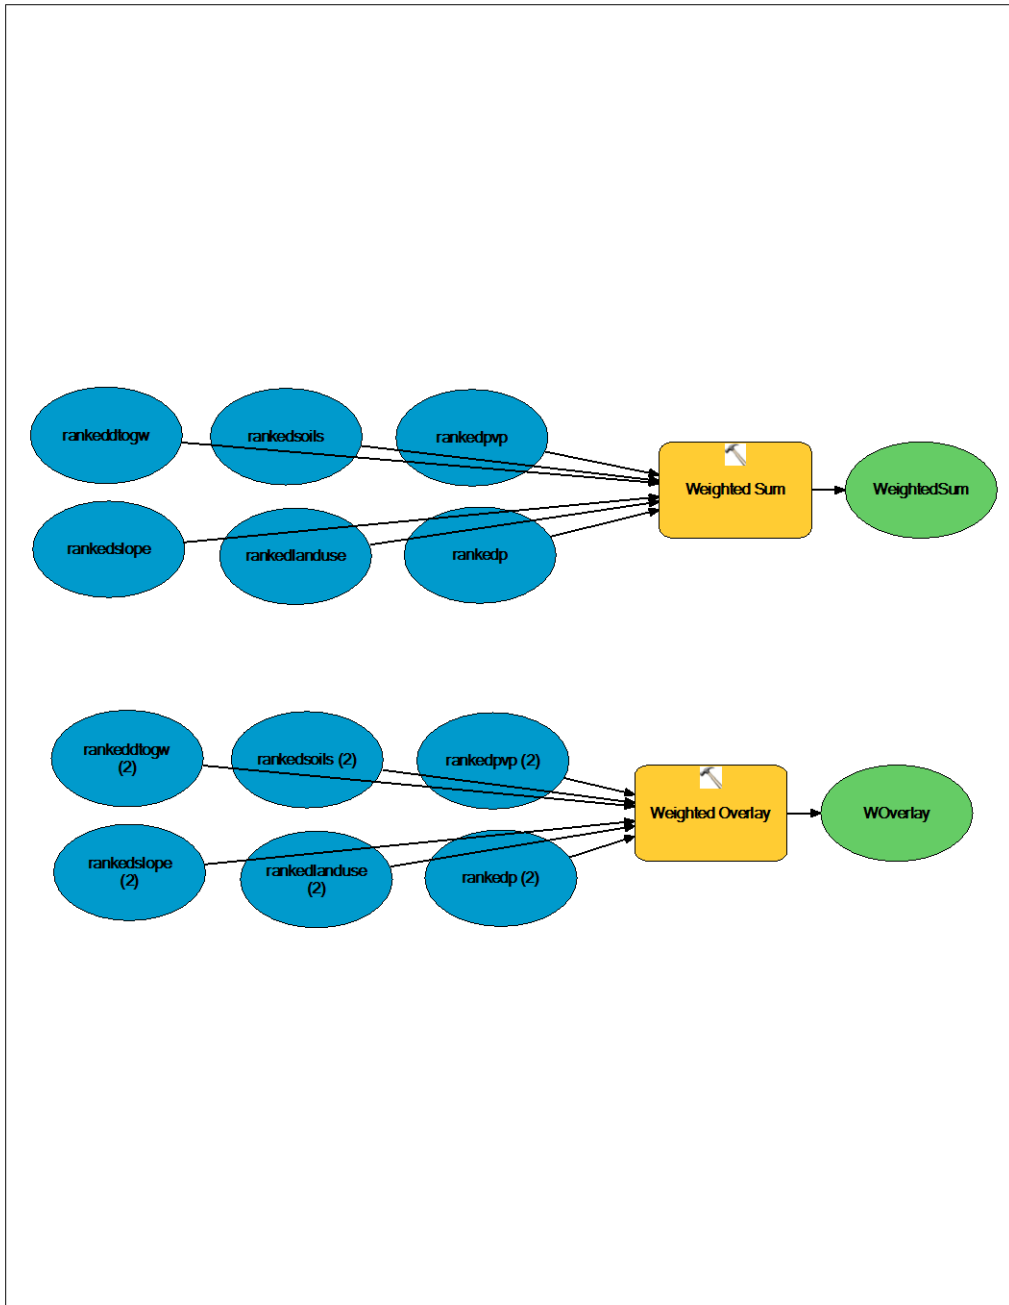 rankeddtogw
rankedsoils
rankedpvp
Weighted Sum
WeightedSum
rankedslope
rankedlanduse
rankedp
rankeddtogw
(2)
rankedsoils (2)
rankedpvp (2)
Weighted Overlay
WOverlay
rankedslope
(2)
rankedlanduse
(2)
rankedp (2)